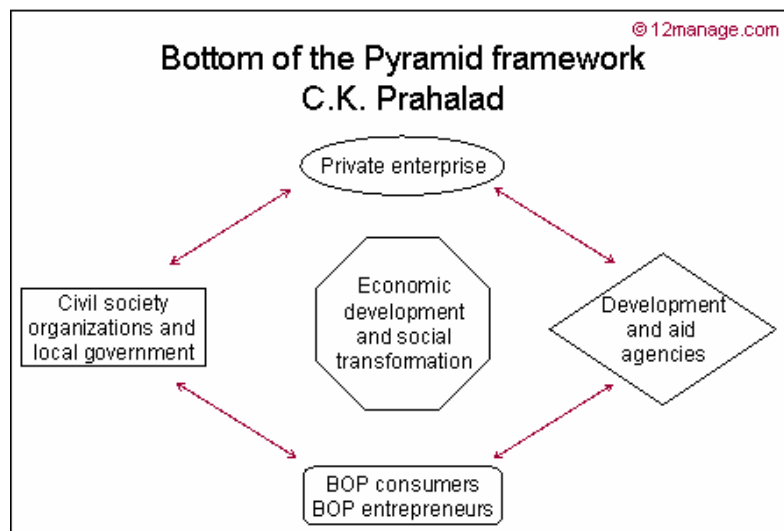 © 12manage.com
Bottom of the Pyramid framework
C.K. Prahalad
Private enterprise
Civil society
organizations and
local government
Economic
development
and social
transformation
Development
and aid
agencies
BOP consumers
BOP entrepreneurs